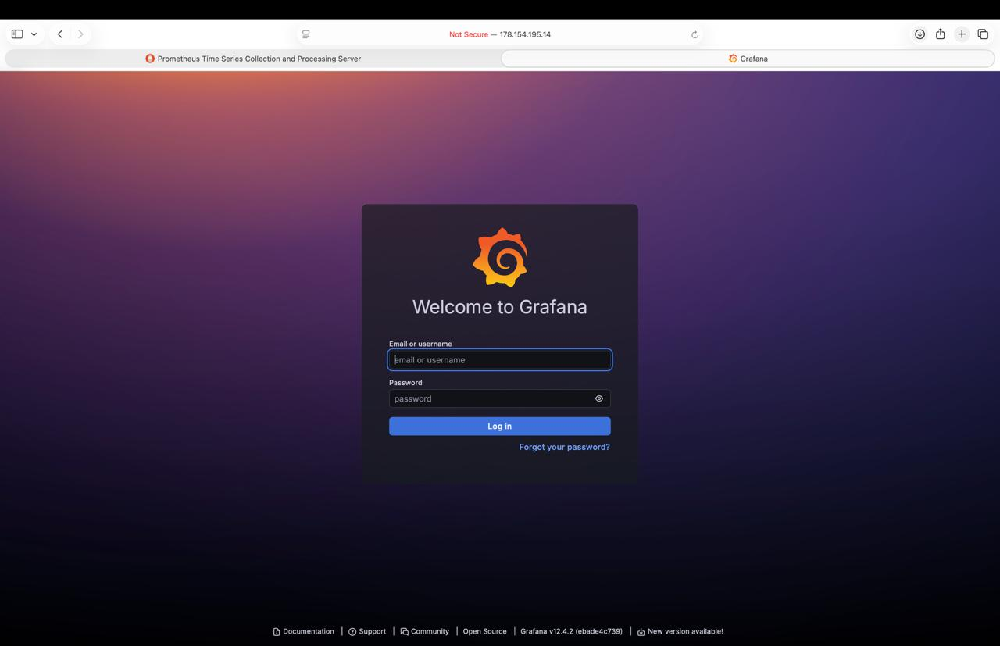 Not Secure — 178.154.195.14
Prometheus Time Series Collection and Processing Server
Grafana
Welcome to Grafana
Email or username
email or username
Password
password
Log in
Forgot your password?
Documentation | Support | Community | Open Source | Grafana v12.4.2 (ebade4c739) | New version available!